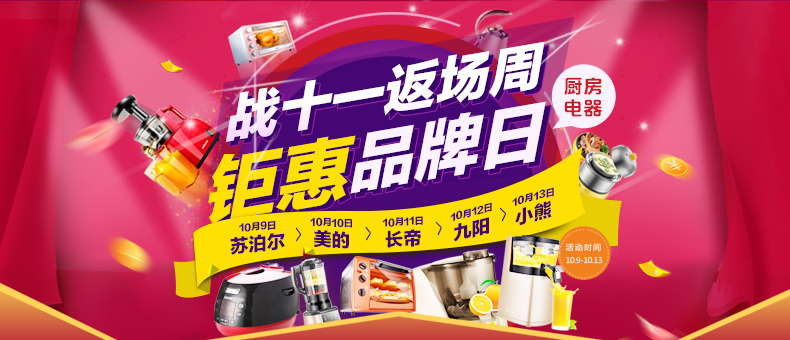 战十一返场周
钜惠品牌日
厨房
电器
10月9日
苏泊尔
10月10日
美的
10月11日
长帝
10月12日
九阳
10月13日
小熊
活动时间
10.9-10.13